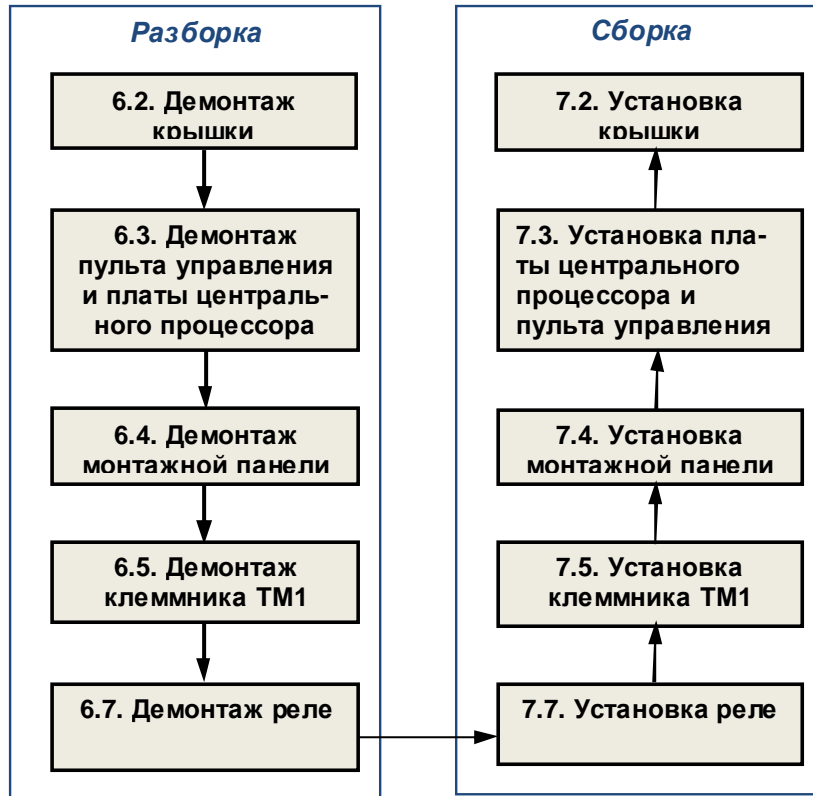 Разборка
6.2. Демонтаж
крышки
6.3. Демонтаж
пульта управления
и платы централь-
ного процессора
6.4. Демонтаж
монтажной панели
6.5. Демонтаж
клеммника ТМ1
6.7. Демонтаж реле
Сборка
7.2. Установка
крышки
7.3. Установка пла-
ты центрального
процессора и
пульта управления
7.4. Установка
монтажной панели
7.5. Установка
клеммника ТМ1
7.7. Установка реле